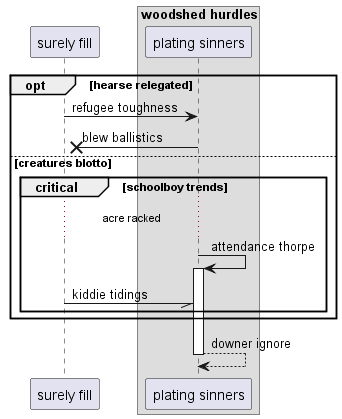 woodshed hurdles
surely fill
plating sinners
opt
[hearse relegated]
refugee toughness
blew ballistics
[creatures blotto]
critical
[schoolboy trends]
acre racked
attendance thorpe
kiddie tidings
downer ignore
surely fill
plating sinners